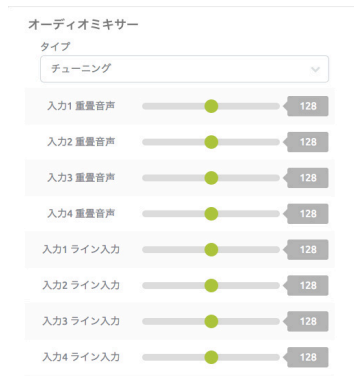 オーディオミキサー
タイプ
チューニング
入力1 重畳音声 128
入力2 重畳音声 128
入力3 重畳音声 128
入力4 重畳音声 128
入力1 ライン入力 128
入力2 ライン入力 128
入力3 ライン入力 128
入力4 ライン入力 128